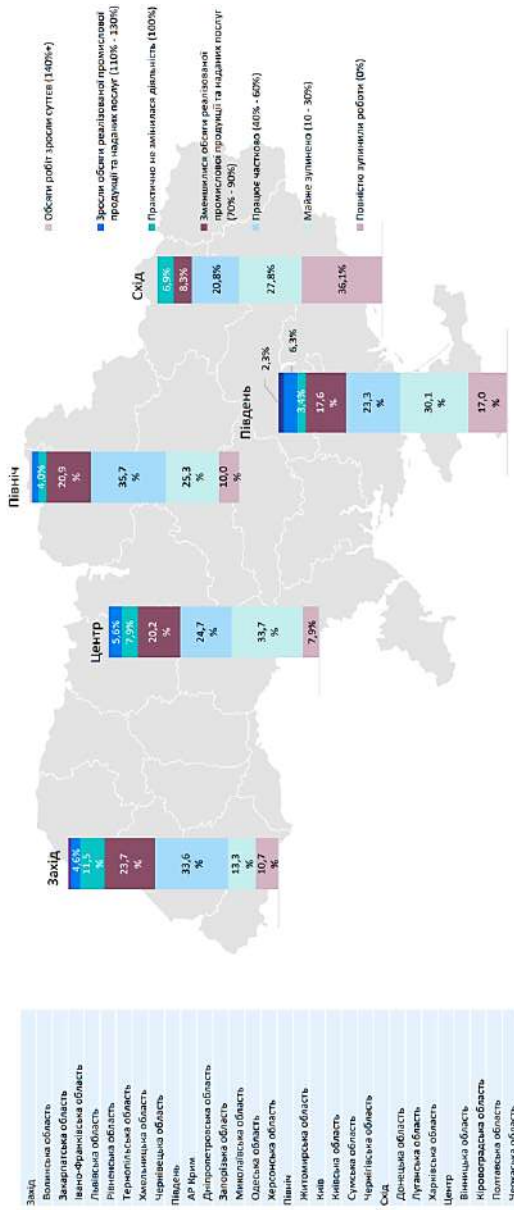 Захід
Волинська область
Закарпатська область
Івано-Франківська область
Львівська область
Рівненська область
Тернопільська область
Хмельницька область
Чернівецька область
Південь
АР Крим
Дніпропетровська область
Запорізька область
Миколаївська область
Одеська область
Херсонська область
Північ
Житомирська область
Київ
Київська область
Сумська область
Чернігівська область
Схід
Донецька область
Луганська область
Харківська область
Центр
Вінницька область
Кіровоградська область
Полтавська область
Черкаська область
Захід
4,6%
11,5
%
23,7
%
33,6
%
13,3
%
10,7
%
Центр
5,6%
7,9%
20,2
%
24,7
%
33,7
%
7,9%
Північ
4,0%
20,9
%
35,7
%
25,3
%
10,0
%
Південь
2,3%
6,3%
3,4%
17,6
%
23,3
%
30,1
%
17,0
%
Схід
6,9%
8,3%
20,8%
27,8%
36,1%
Обсяги робіт зросли суттєв (140%+)
Зросли обсяги реалізованої промислової
продукції та наданих послуг (110% - 130%)
Практично не змінилася діяльність (100%)
Зменшилися обсяги реалізованої
промислової продукції та наданих послуг
(70% - 90%)
Працює частково (40% - 60%)
Майже зупинено (10 - 30%)
Повністю зупинили роботи (0%)